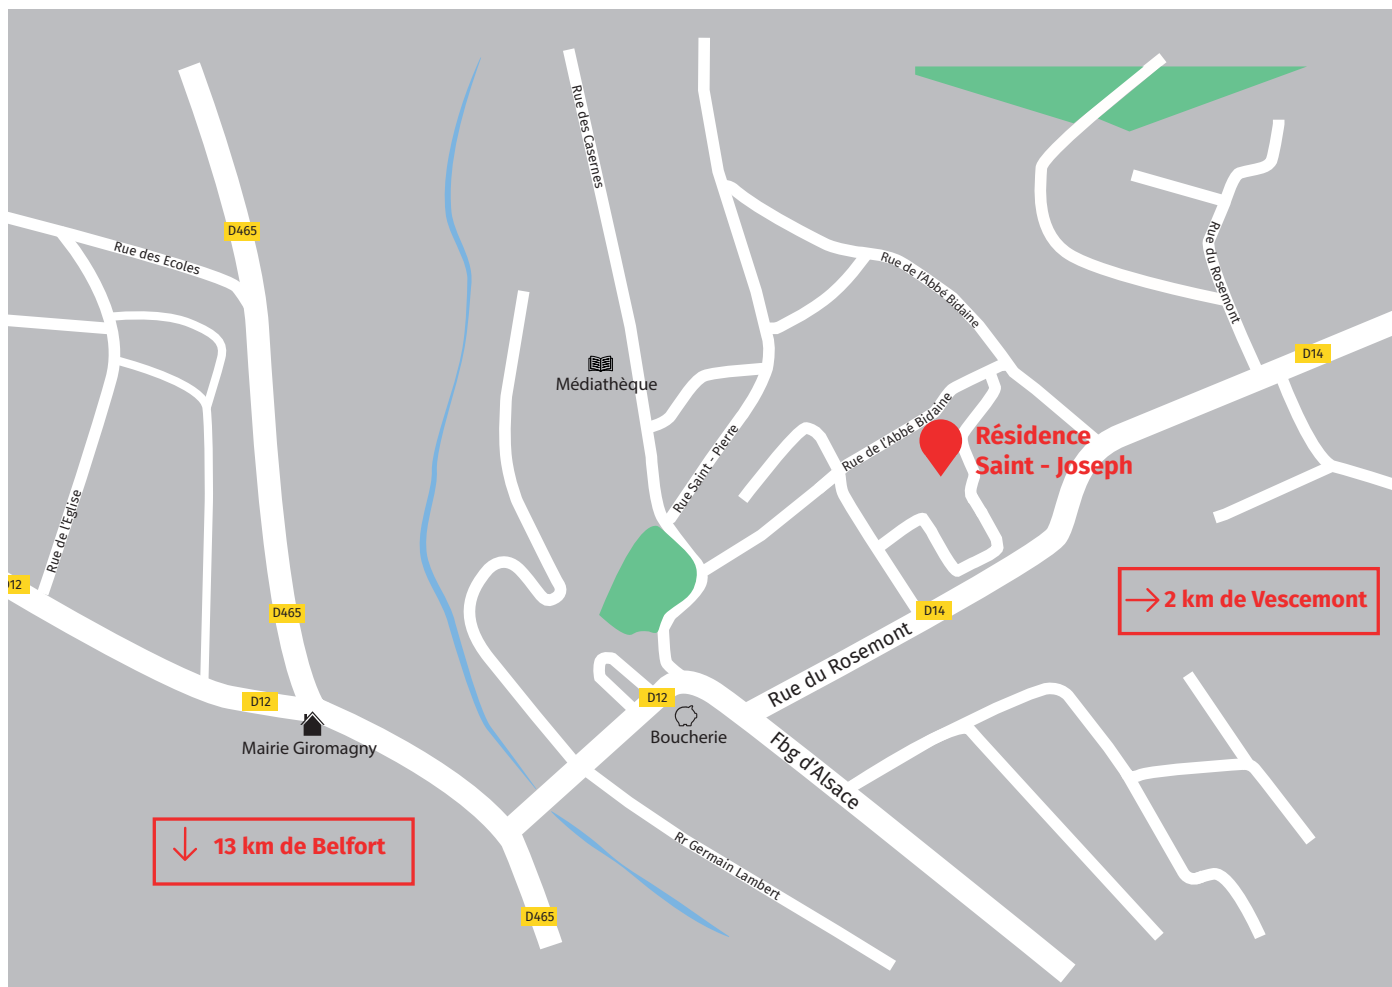 Rue des Casernes
D465
Rue des Ecoles
Rue du Rosemont
Rue de l'Abbé Bidaine
D14
Médiathèque
Rue de l'Abbé Bidaine
Résidence
Saint - Joseph
Rue Saint - Pierre
Rue de l'Eglise
D12
D465
D14
2 km de Vescemont
Rue du Rosemont
D12
D12
Mairie Giromagny
Boucherie
Fbg d'Alsace
13 km de Belfort
Rr Germain Lambert
D465